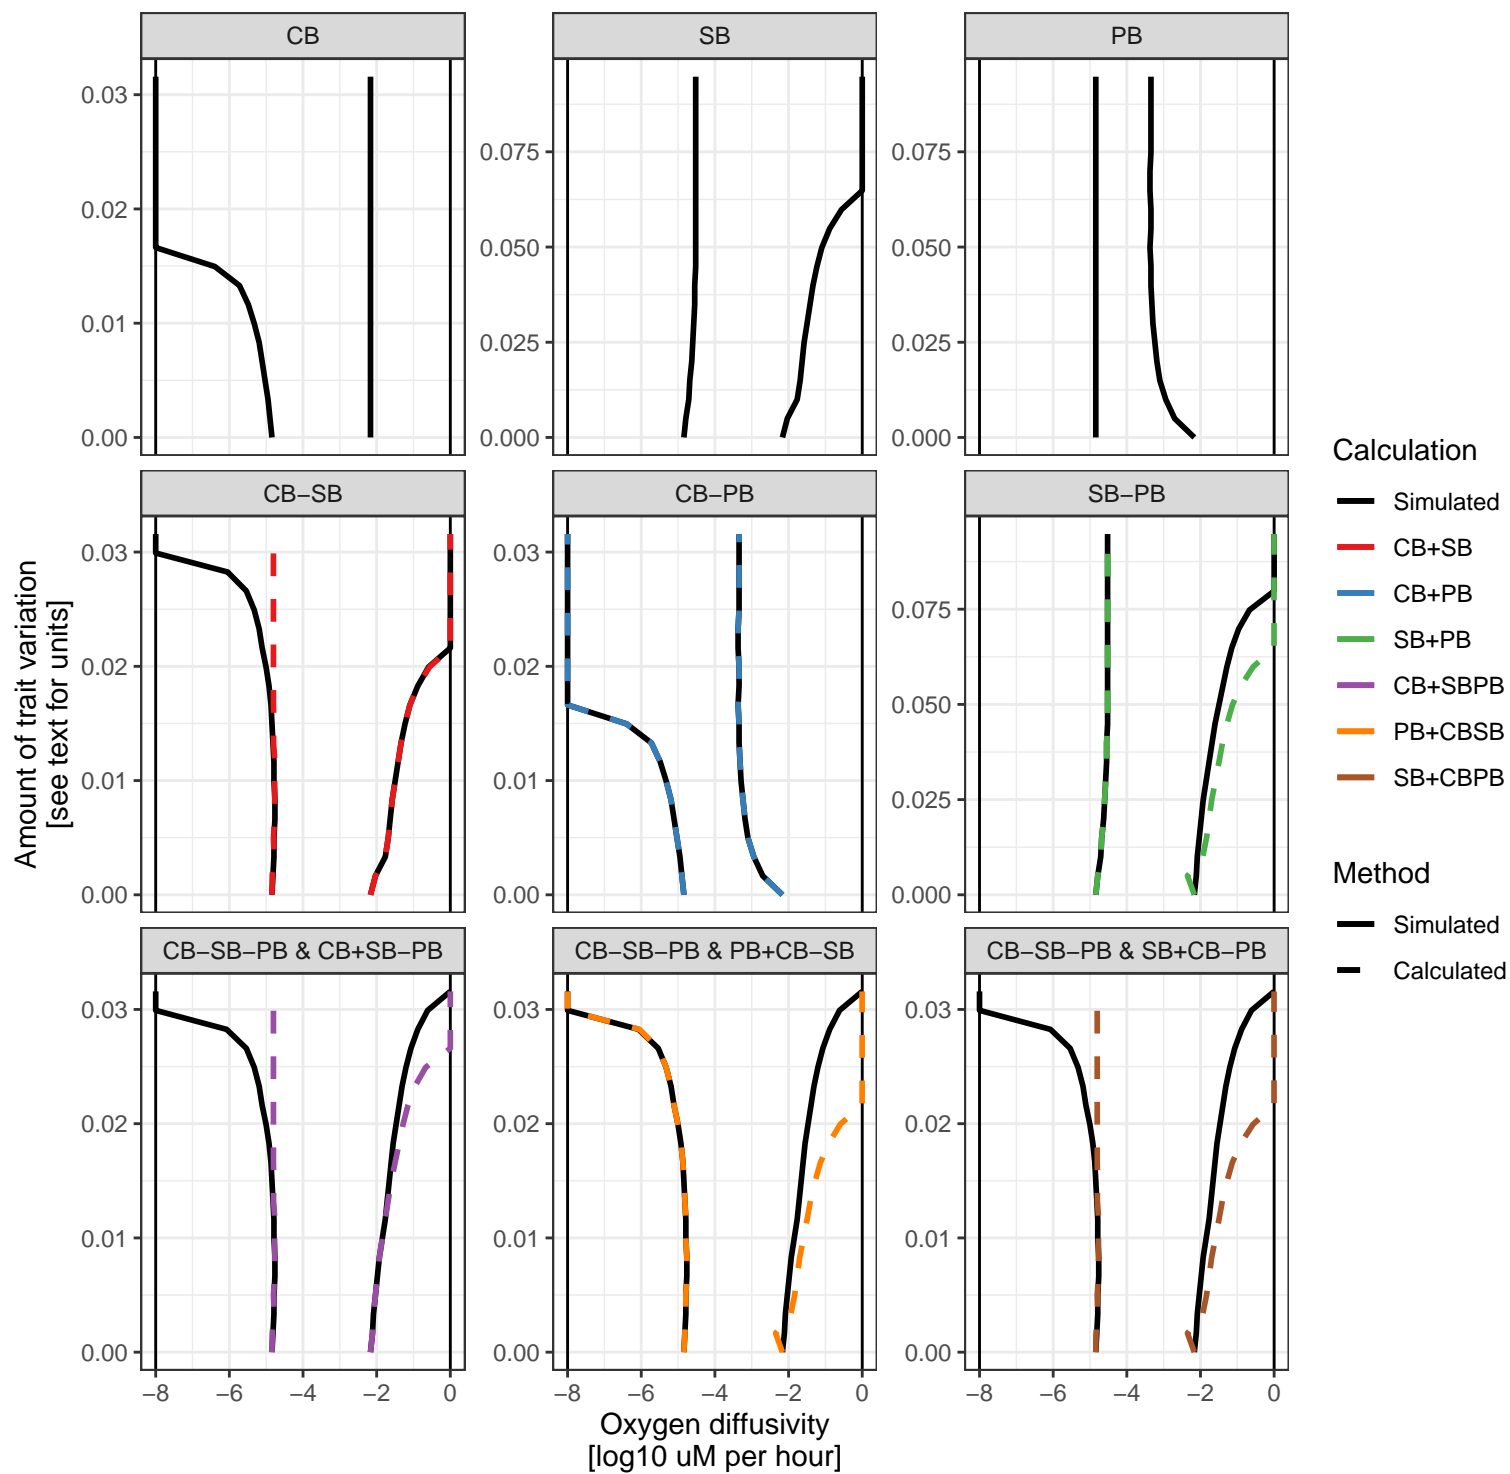 CB
SB
PB
0.03
0.02
0.01
0.00
0.075
0.050
0.025
0.000
0.075
0.050
0.025
0.000
CB−SB
CB−PB
SB−PB
0.03
0.02
0.01
0.00
0.03
0.02
0.01
0.00
0.075
0.050
0.025
0.000
CB−SB−PB & CB+SB−PB
CB−SB−PB & PB+CB−SB
CB−SB−PB & SB+CB−PB
0.03
0.02
0.01
0.00
0.03
0.02
0.01
0.00
0.03
0.02
0.01
0.00
−8 −6 −4 −2 0
−8 −6 −4 −2 0
−8 −6 −4 −2 0
Oxygen diffusivity
[log10 uM per hour]
Amount of trait variation
[see text for units]
Calculation
Simulated
CB+SB
CB+PB
SB+PB
CB+SBPB
PB+CBSB
SB+CBPB
Method
Simulated
Calculated